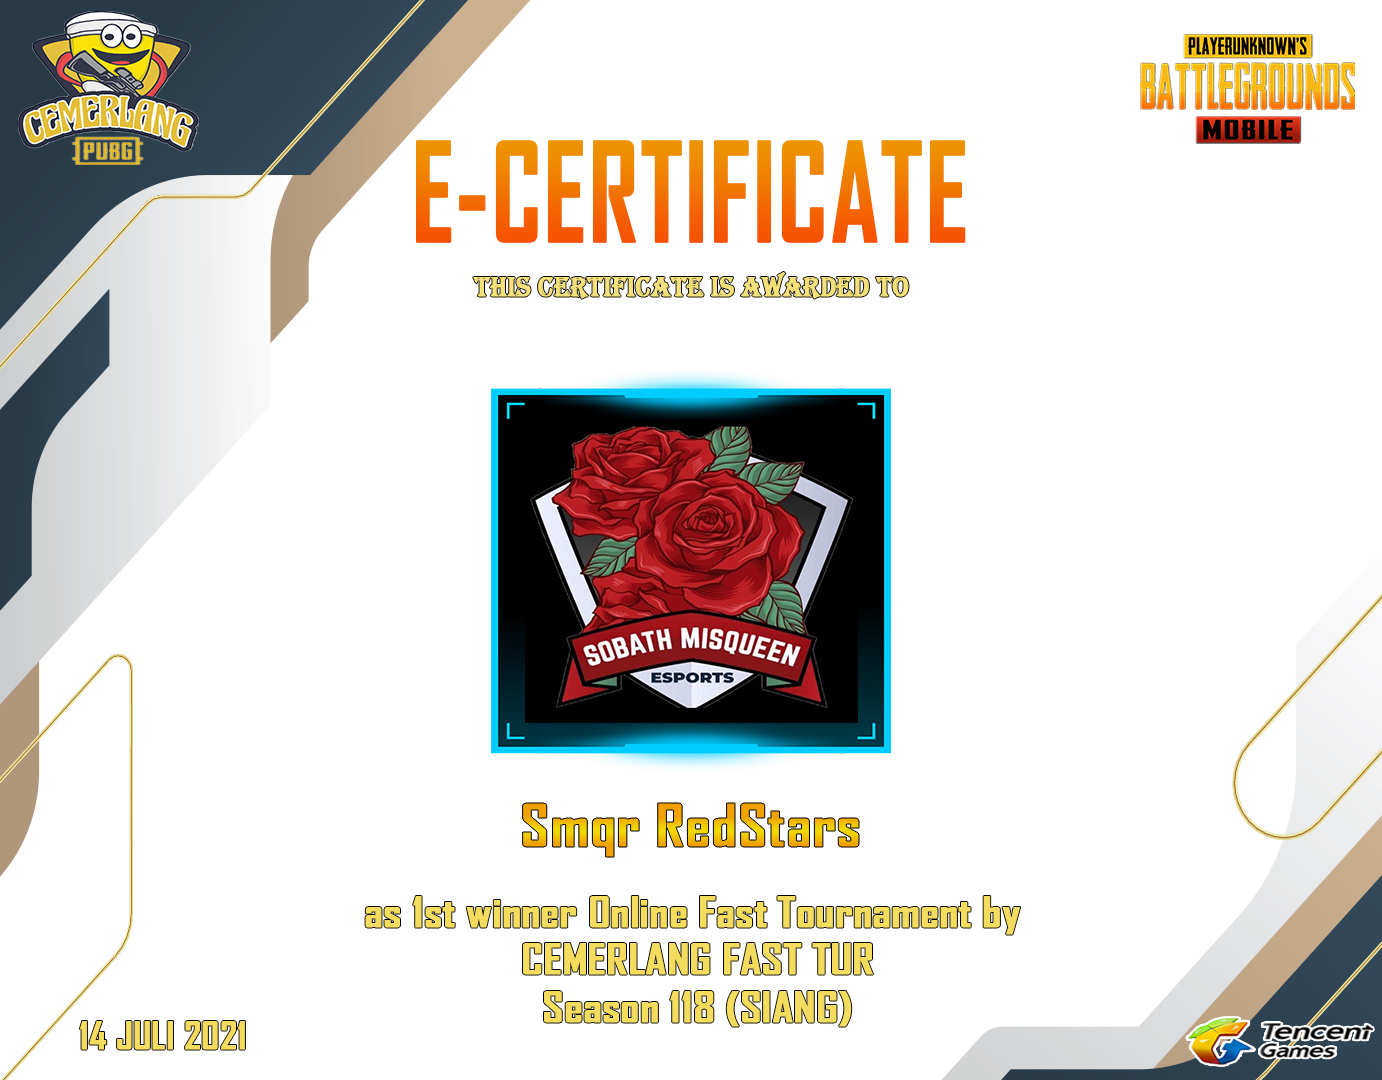 CEMERLANG
PUBG
PLAYERUNKNOWN'S
BATTLEGROUNDS
MOBILE
E-CERTIFICATE
THIS CERTIFICATE IS AWARDED TO
SOBATH MISQUEEN
ESPORTS
Smqr RedStars
as 1st winner Online Fast Tournament by
CEMERLANG FAST TUR
Season 118 (SIANG)
14 JULI 2021
Tencent
Games